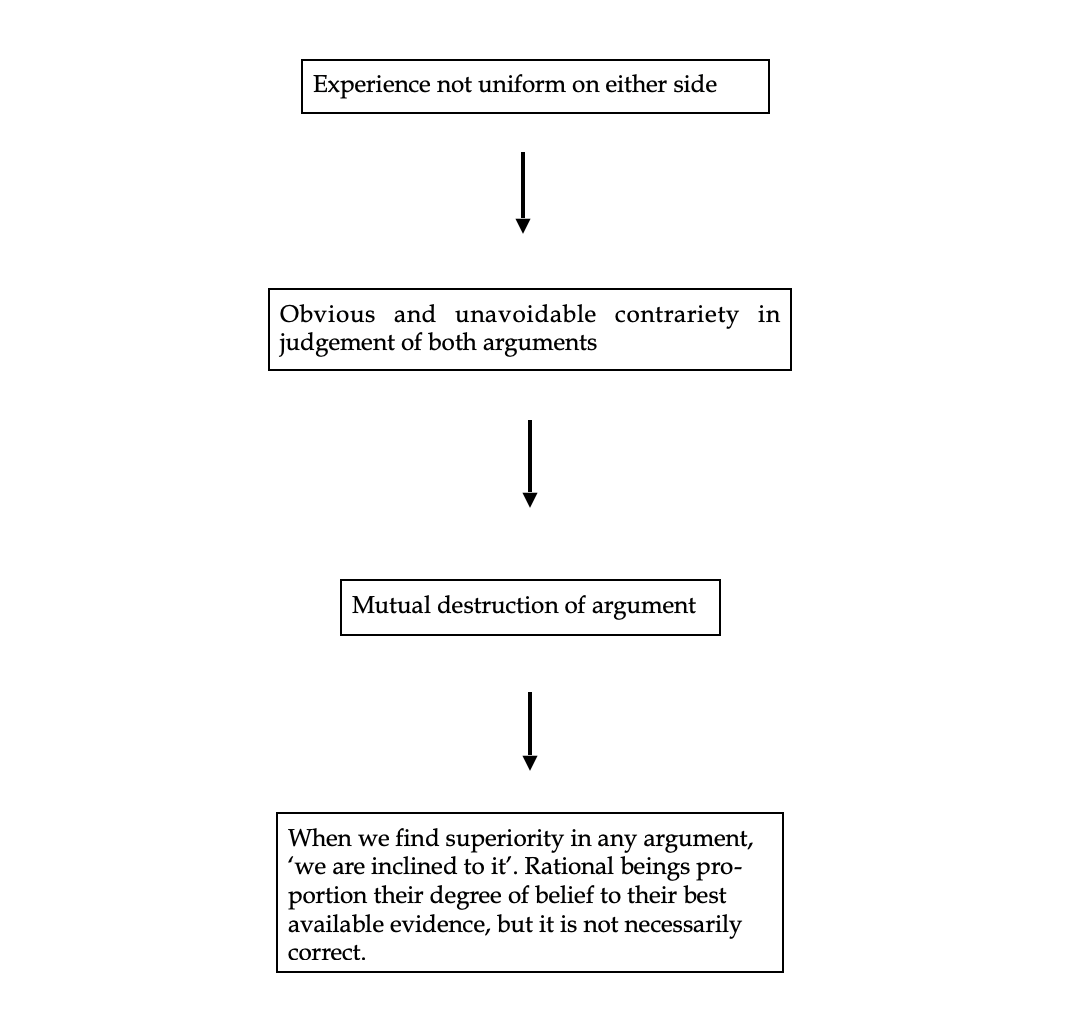 Experience not uniform on either side
Obvious and unavoidable contrariety in
judgement of both arguments
Mutual destruction of argument
When we find superiority in any argument,
‘we are inclined to it’. Rational beings pro-
portion their degree of belief to their best
available evidence, but it is not necessarily
correct.